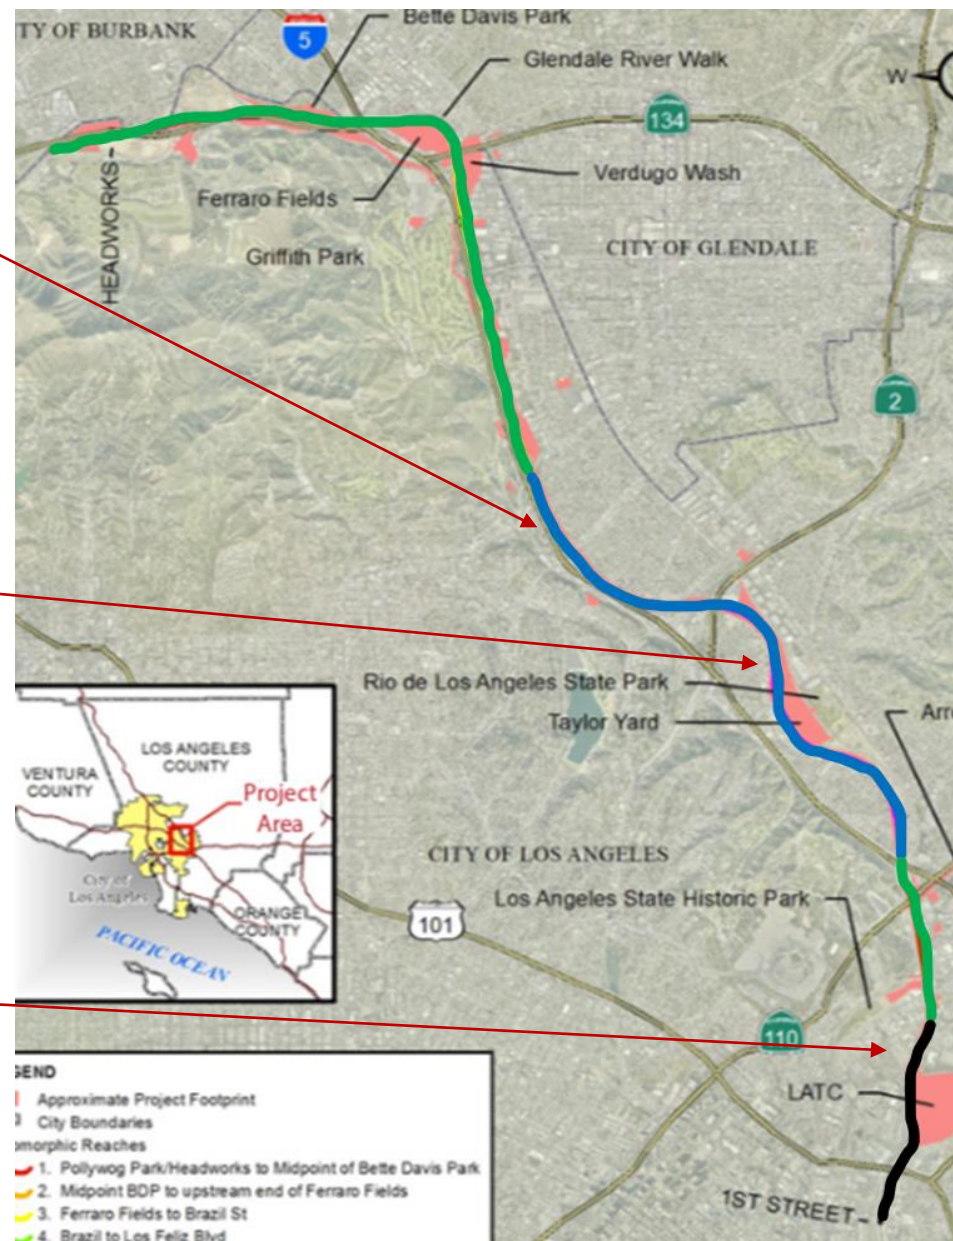 TY OF BURBANK
5
Bette Davis Park
Glendale River Walk
W
134
HEADWORKS
Verdugo Wash
Ferraro Fields
Griffith Park
CITY OF GLENDALE
2
Rio de Los Angeles State Park
Taylor Yard
Arr
LOS ANGELES
COUNTY
VENTURA
COUNTY
Project
Area
City of
Los Angeles
ORANGE
COUNTY
PACIFIC OCEAN
CITY OF LOS ANGELES
Los Angeles State Historic Park
101
110
LATC
1ST STREET
GEND
Approximate Project Footprint
City Boundaries
omorphic Reaches
1. Pollywog Park/Headworks to Midpoint of Bette Davis Park
2. Midpoint BDP to upstream end of Ferraro Fields
3. Ferraro Fields to Brazil St
4. Brazil to Los Feliz Blvd